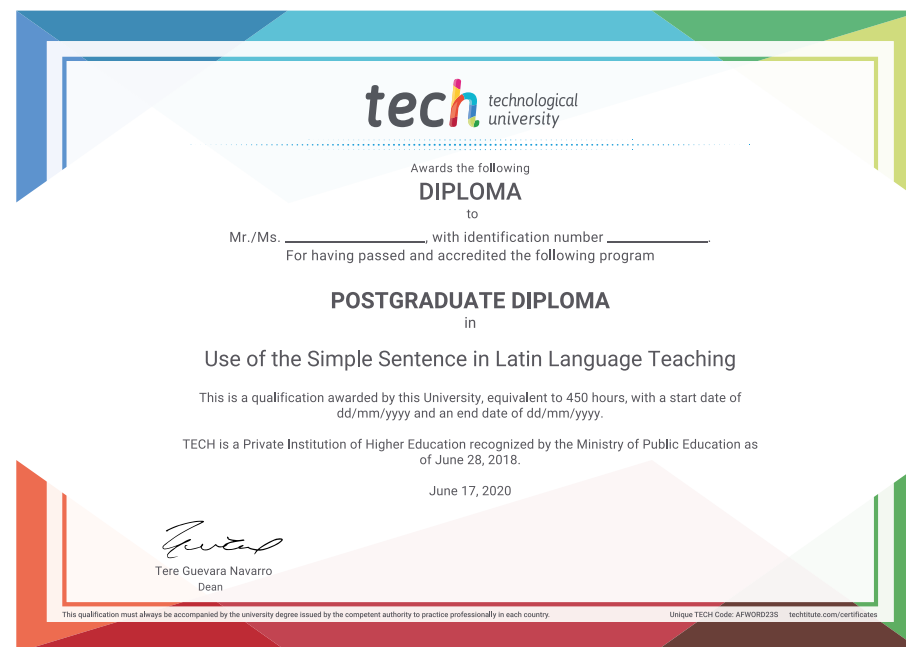 tech technological
university
Awards the following
DIPLOMA
to
Mr./Ms. ____________________, with identification number ______________.
For having passed and accredited the following program
POSTGRADUATE DIPLOMA
in
Use of the Simple Sentence in Latin Language Teaching
This is a qualification awarded by this University, equivalent to 450 hours, with a start date of
dd/mm/yyyy and an end date of dd/mm/yyyy.
TECH is a Private Institution of Higher Education recognized by the Ministry of Public Education as
of June 28, 2018.
June 17, 2020
Tere Guevara Navarro
Dean
This qualification must always be accompanied by the university degree issued by the competent authority to practice professionally in each country. Unique TECH Code: AFWORD23S techtitute.com/certificates